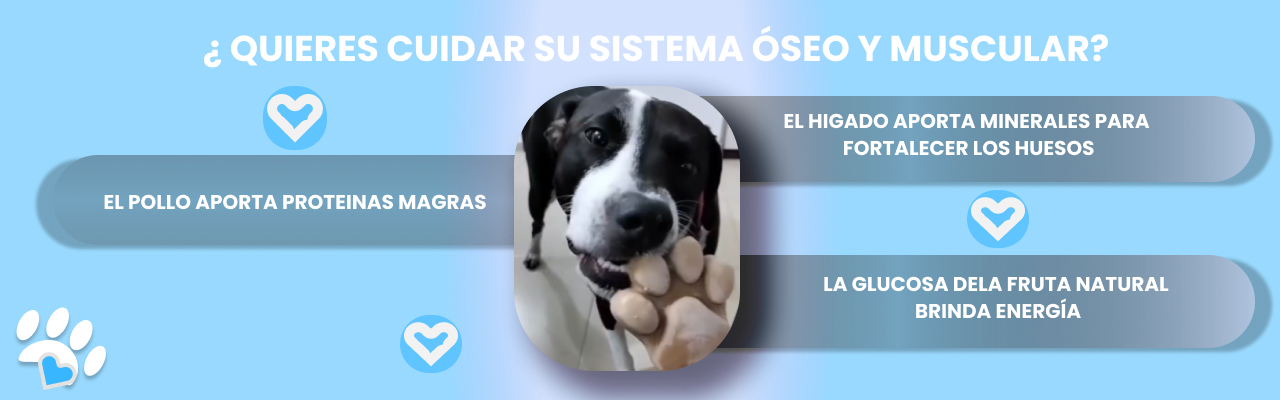 ¿ QUIERES CUIDAR SU SISTEMA ÓSEO Y MUSCULAR?
EL POLLO APORTA PROTEINAS MAGRAS
EL HIGADO APORTA MINERALES PARA
FORTALECER LOS HUESOS
LA GLUCOSA DELA FRUTA NATURAL
BRINDA ENERGÍA